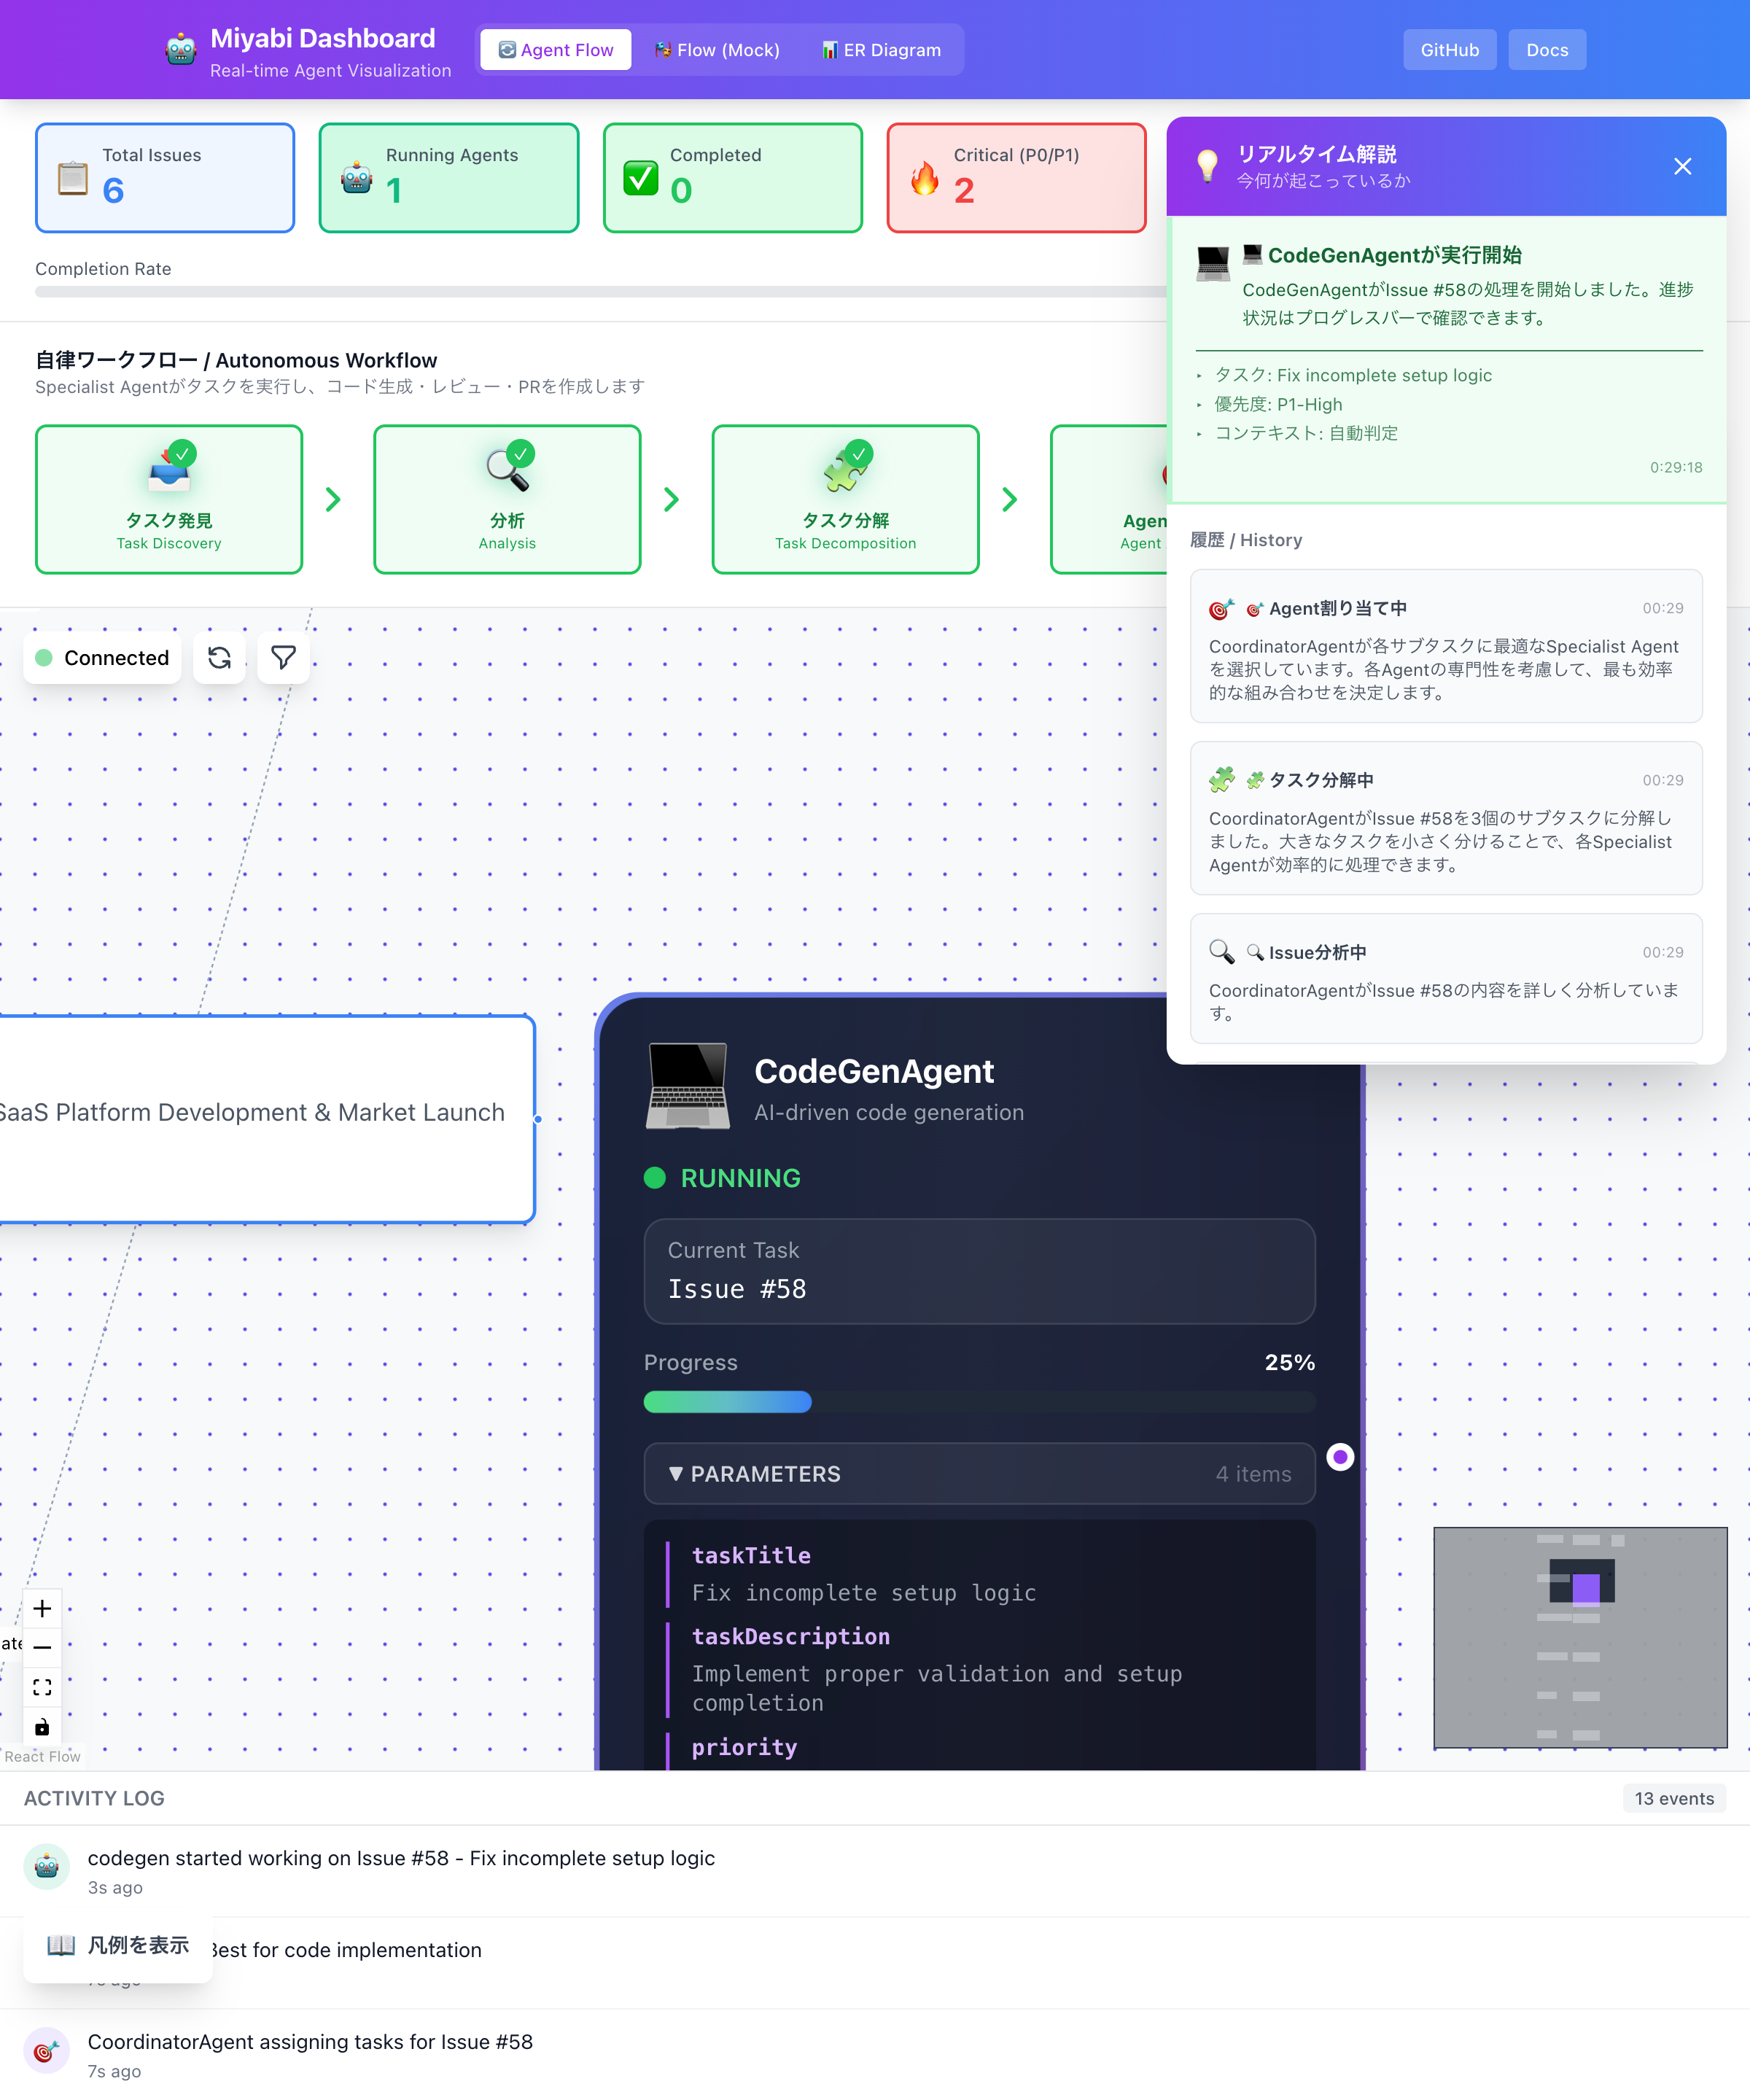 Miyabi Dashboard
Real-time Agent Visualization
Agent Flow
Flow (Mock)
ER Diagram
GitHub
Docs
Total Issues
6
Running Agents
1
Completed
0
Critical (P0/P1)
2
Completion Rate
自律ワークフロー / Autonomous Workflow
Specialist Agentがタスクを実行し、コード生成・レビュー・PRを作成します
タスク発見
Task Discovery
分析
Analysis
タスク分解
Task Decomposition
Agen
Agent
リアルタイム解説
今何が起こっているか
CodeGenAgentが実行開始
CodeGenAgentがIssue #58の処理を開始しました。進捗
状況はプログレスバーで確認できます。
タスク: Fix incomplete setup logic
優先度: P1-High
コンテキスト: 自動判定
0:29:18
履歴 / History
Agent割り当て中
00:29
CoordinatorAgentが各サブタスクに最適なSpecialist Agent
を選択しています。各Agentの専門性を考慮して、最も効率
的な組み合わせを決定します。
タスク分解中
00:29
CoordinatorAgentがIssue #58を3個のサブタスクに分解し
ました。大きなタスクを小さく分けることで、各Specialist
Agentが効率的に処理できます。
Issue分析中
00:29
CoordinatorAgentがIssue #58の内容を詳しく分析していま
す。
Connected
SaaS Platform Development & Market Launch
CodeGenAgent
AI-driven code generation
RUNNING
Current Task
Issue #58
Progress
25%
▼ PARAMETERS
4 items
taskTitle
Fix incomplete setup logic
taskDescription
Implement proper validation and setup
completion
priority
React Flow
ACTIVITY LOG
13 events
codegen started working on Issue #58 - Fix incomplete setup logic
3s ago
凡例を表示
Best for code implementation
CoordinatorAgent assigning tasks for Issue #58
7s ago